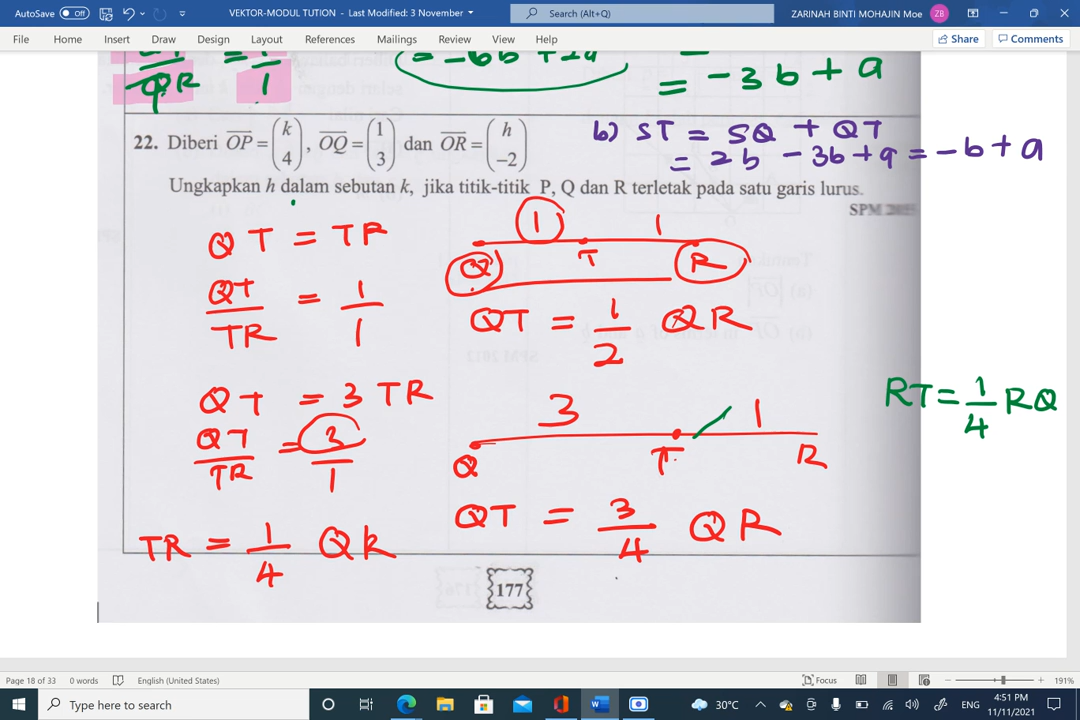 AutoSave Off VEKTOR-MODUL TUTION - Last Modified: 3 November Search (Alt+Q) ZARINAH BINTI MOHAJIN Moe ZB
File Home Insert Draw Design Layout References Mailings Review View Help Share Comments
QR 1
= -6b + 2a
= -3b + a
22. Diberi OP = (k 4), OQ = (1 3) dan OR = (h -2)
Ungkapkan h dalam sebutan k, jika titik-titik P, Q dan R terletak pada satu garis lurus.
b) ST = SQ + QT
= 2b - 3b + a = -b + a
QT = TR
QT/TR = 1/1
1 1
Q T R
QT = 1/2 QR
QT = 3 TR
QT/TR = 3/1
3 1
Q T R
RT = 1/4 RQ
QT = 3/4 QR
TR = 1/4 QR
177
Page 18 of 33 0 words English (United States) Focus 191%
Type here to search 30°C ENG 4:51 PM
11/11/2021